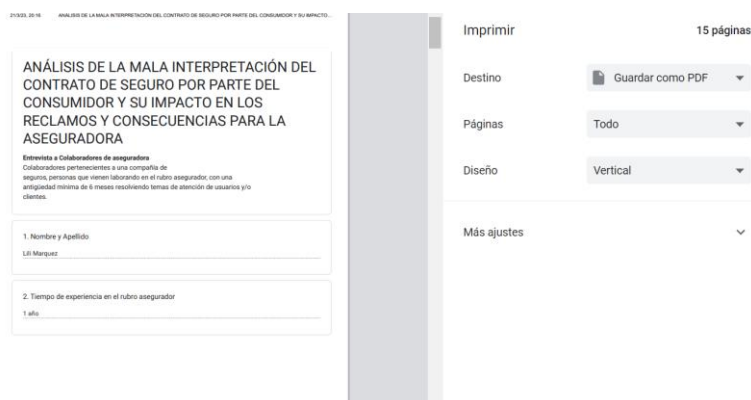 21/3/23, 20:16 ANÁLISIS DE LA MALA INTERPRETACIÓN DEL CONTRATO DE SEGURO POR PARTE DEL CONSUMIDOR Y SU IMPACTO...
ANÁLISIS DE LA MALA INTERPRETACIÓN DEL
CONTRATO DE SEGURO POR PARTE DEL
CONSUMIDOR Y SU IMPACTO EN LOS
RECLAMOS Y CONSECUENCIAS PARA LA
ASEGURADORA
Entrevista a Colaboradores de aseguradora
Colaboradores pertenecientes a una compañía de
seguros, personas que vienen laborando en el rubro asegurador, con una
antigüedad mínima de 6 meses resolviendo temas de atención de usuarios y/o
clientes.
1. Nombre y Apellido
Lili Marquez
2. Tiempo de experiencia en el rubro asegurador
1 año
Imprimir 15 páginas
Destino Guardar como PDF
Páginas Todo
Diseño Vertical
Más ajustes